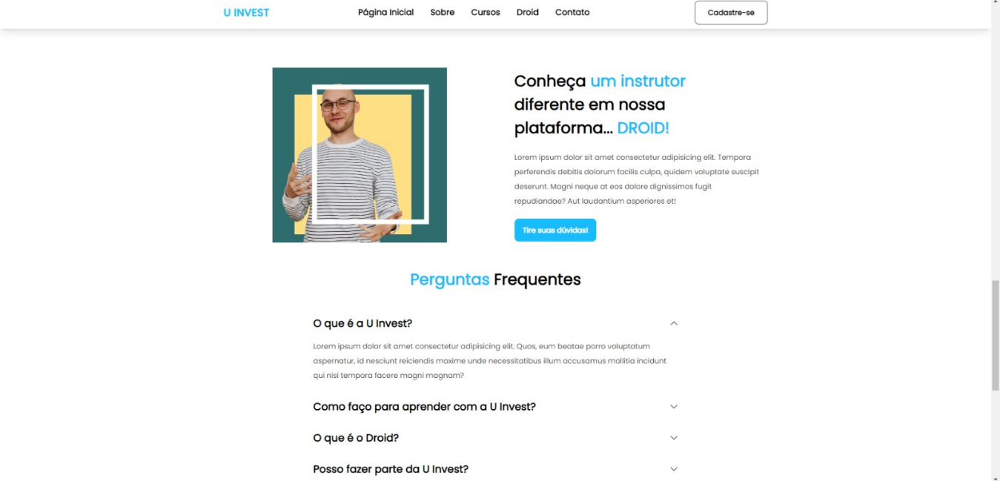 U INVEST
Página Inicial
Sobre
Cursos
Droid
Contato
Cadastre-se
Conheça um instrutor
diferente em nossa
plataforma... DROID!
Lorem ipsum dolor sit amet consectetur adipisicing elit. Tempora
perferendis debitis dolorum facilis culpa, quidem voluptate suscipit
deserunt. Magni neque at eos dolore dignissimos fugit
repudiandae? Aut laudantium asperiores et!
Tire suas dúvidas!
Perguntas Frequentes
O que é a U Invest?
Lorem ipsum dolor sit amet consectetur adipisicing elit. Quos, eum beatae porro voluptatum
aspernatur, id nesciunt reiciendis maxime unde necessitatibus illum accusamus mollitia incidunt
qui nisi tempora facere magni magnam?
Como faço para aprender com a U Invest?
O que é o Droid?
Posso fazer parte da U Invest?